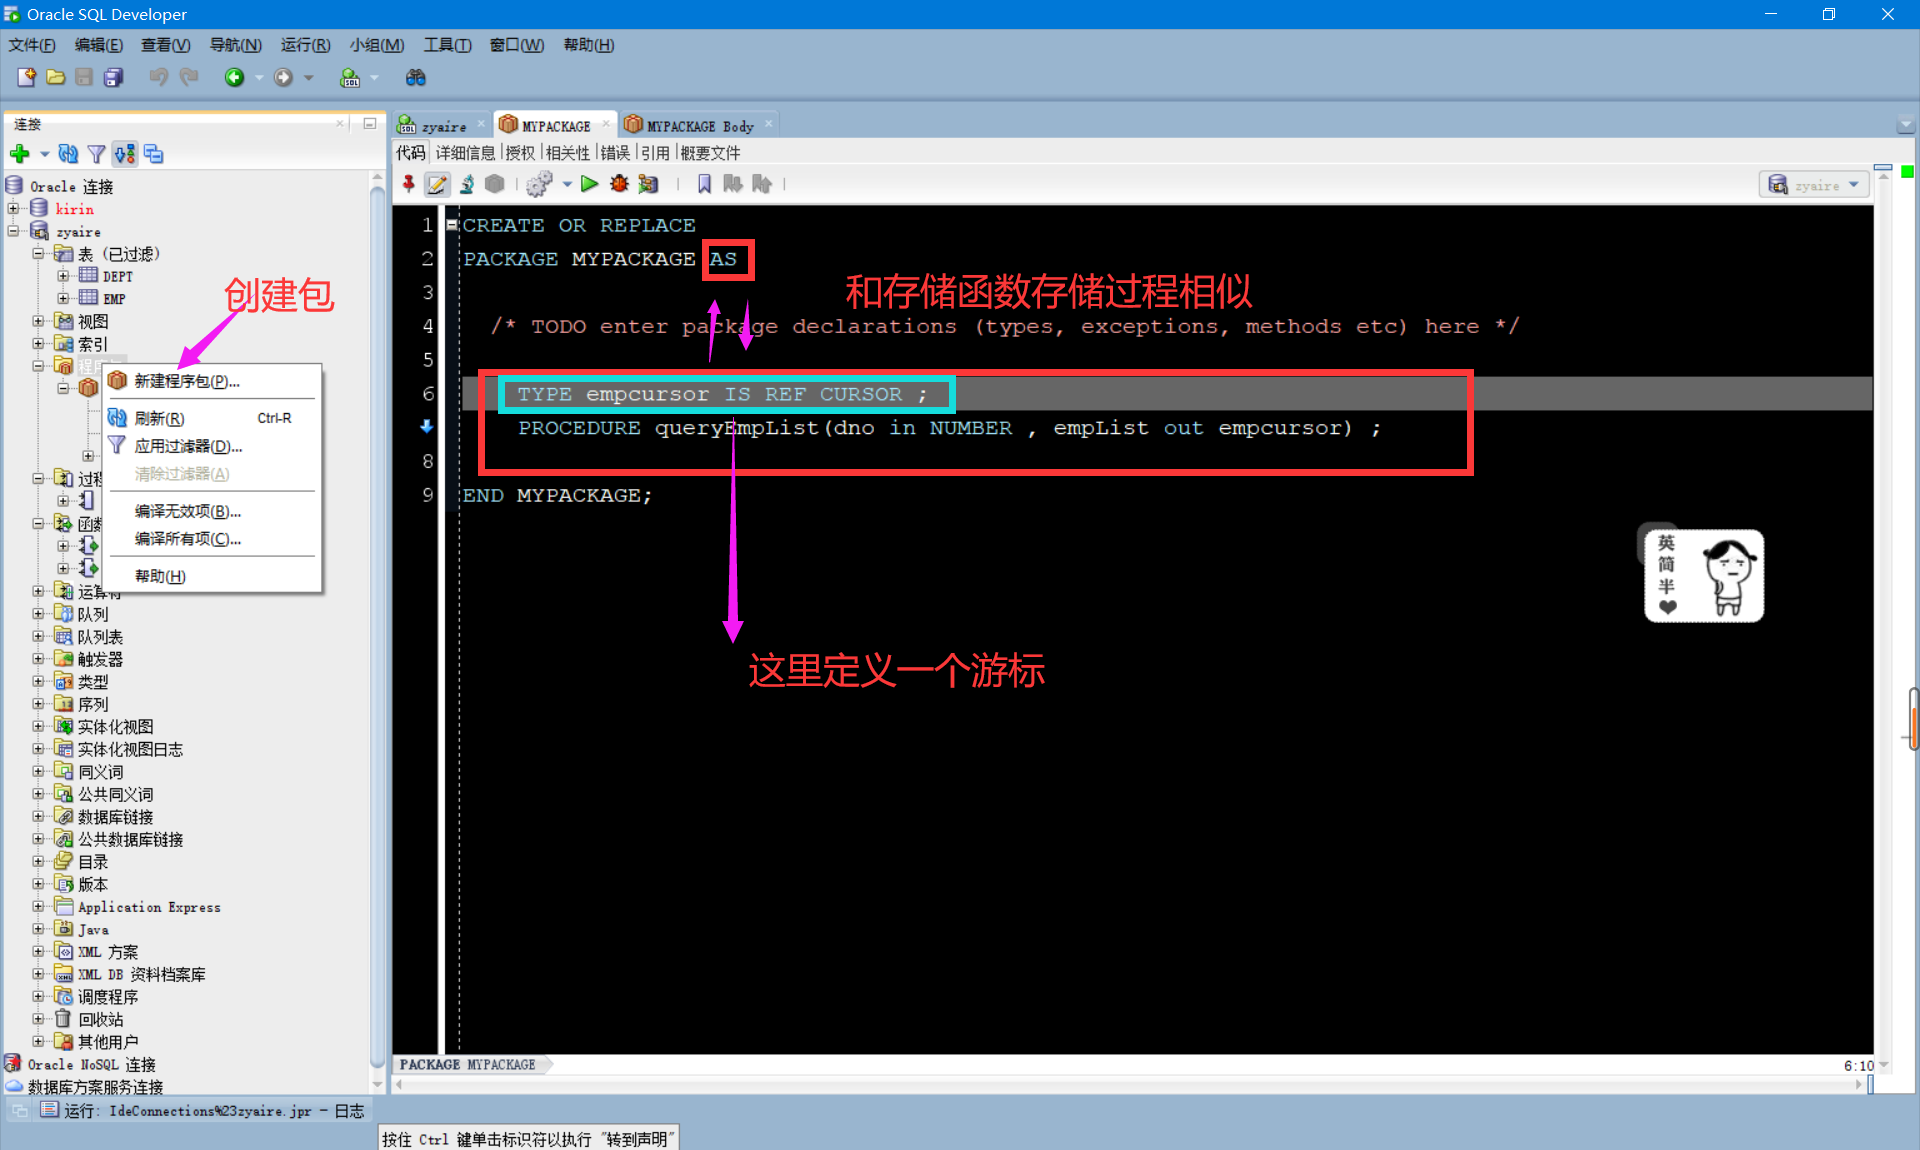 Oracle SQL Developer
文件(F) 编辑(E) 查看(V) 导航(N) 运行(R) 小组(M) 工具(T) 窗口(W) 帮助(H)
连接
zyaire MYPACKAGE MYPACKAGE Body
代码 详细信息 授权 相关性 错误 引用 概要文件
zyaire
Oracle 连接
kirin
zyaire
表 (已过滤)
DEPT
EMP
视图
索引
创建包
新建程序包(P)...
刷新(R) Ctrl-R
应用过滤器(D)...
清除过滤器(A)
编译无效项(B)...
编译所有项(C)...
帮助(H)
过程
函数
运算符
队列
队列表
触发器
类型
序列
实体化视图
实体化视图日志
同义词
公共同义词
数据库链接
公共数据库链接
目录
版本
Application Express
Java
XML 方案
XML DB 资料档案库
调度程序
回收站
其他用户
Oracle NoSQL 连接
数据库方案服务连接
1 CREATE OR REPLACE
2 PACKAGE MYPACKAGE AS
和存储函数存储过程相似
3
4 /* TODO enter package declarations (types, exceptions, methods etc) here */
5
6 TYPE empcursor IS REF CURSOR ;
PROCEDURE queryEmpList(dno in NUMBER , empList out empcursor) ;
8
9 END MYPACKAGE;
这里定义一个游标
英
简
半
PACKAGE MYPACKAGE
6:10
运行: IdeConnections%23zyaire.jpr - 日志
按住 Ctrl 键单击标识符以执行 "转到声明"